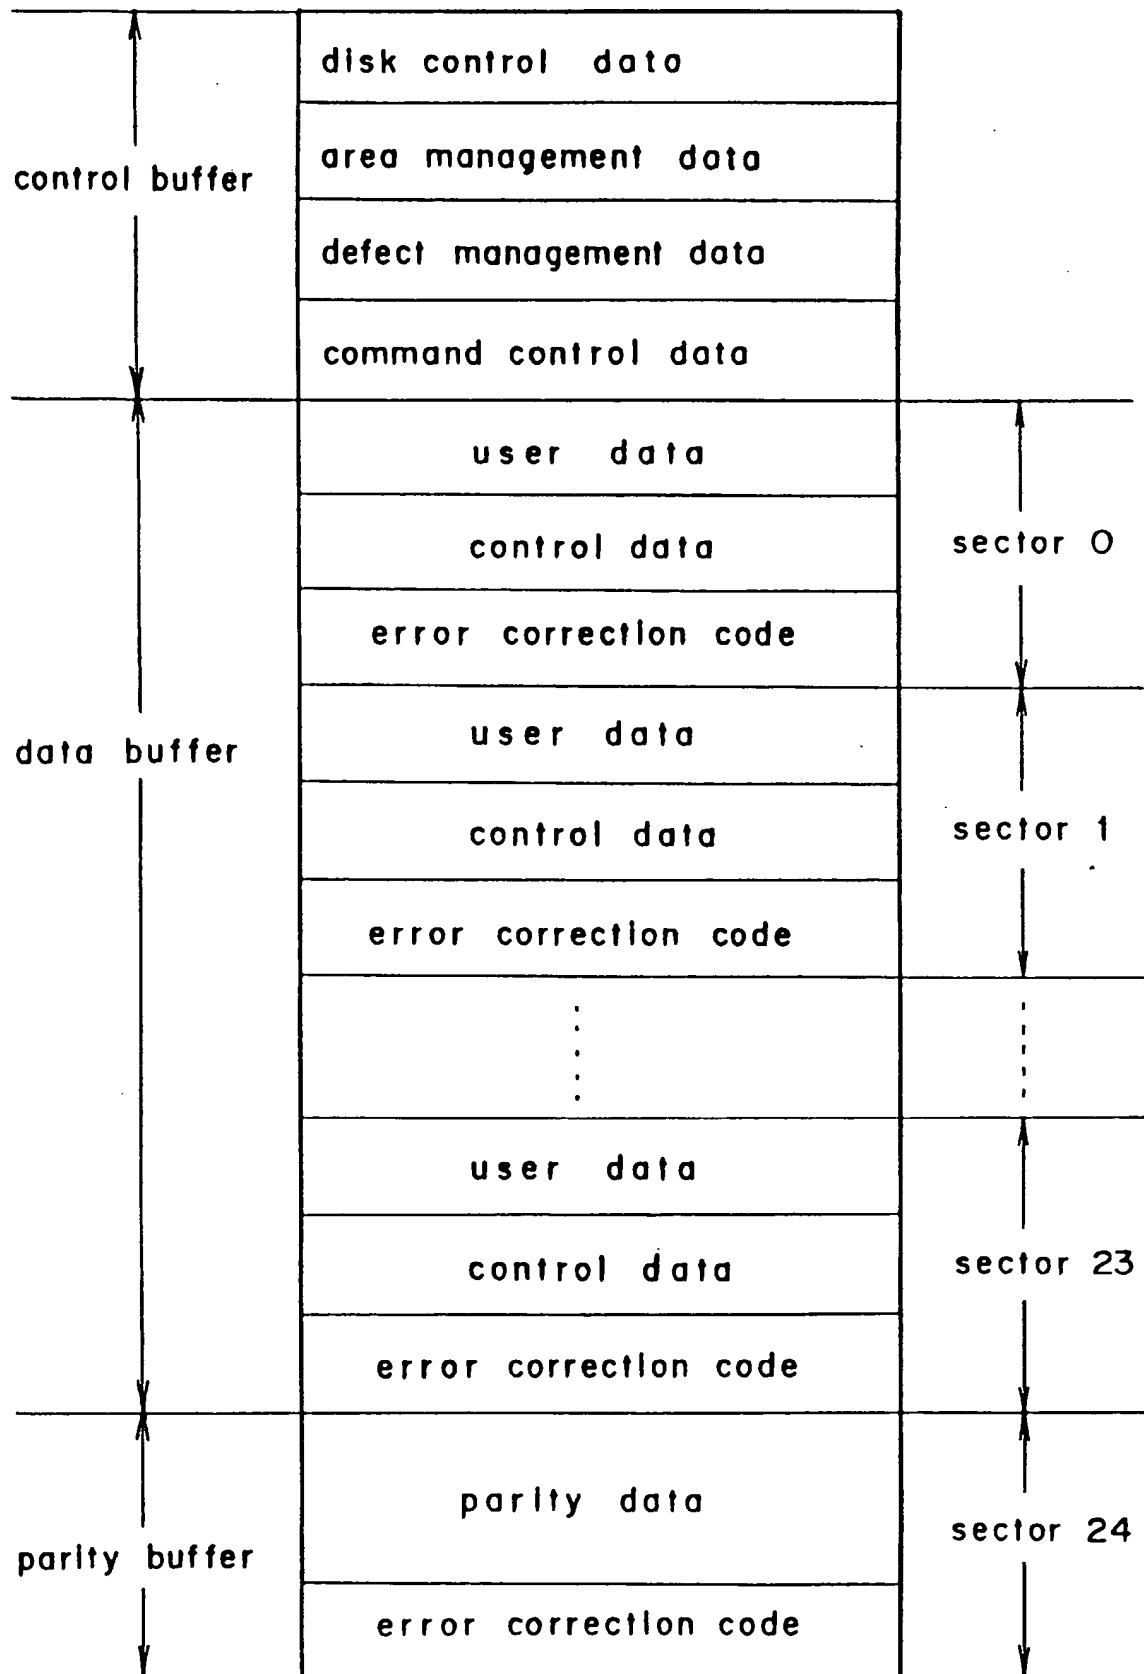 disk control data
area management data
control buffer
defect management data
command control data
user data
control data
sector 0
error correction code
user data
data buffer
control data
sector 1
error correction code
user data
control data
sector 23
error correction code
parity data
sector 24
parity buffer
error correction code